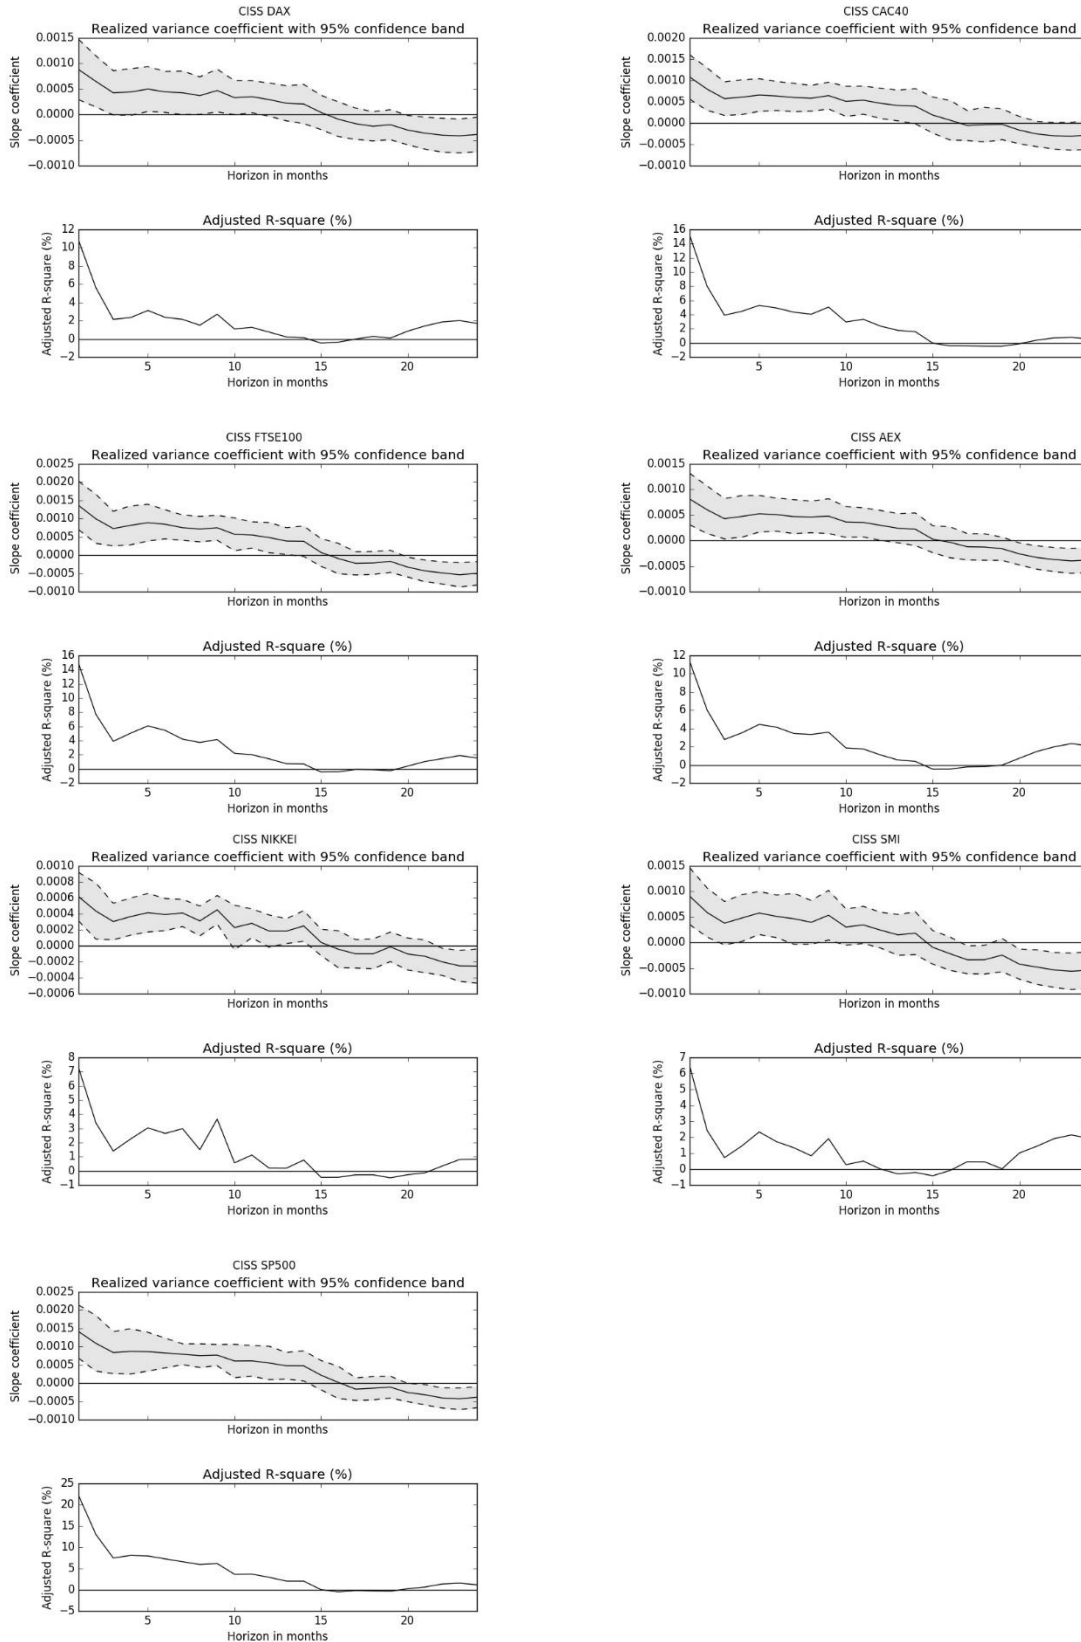 CISS DAX
Realized variance coefficient with 95% confidence band
0.0015
0.0010
0.0005
0.0000
−0.0005
−0.0010
Slope coefficient
Horizon in months
Adjusted R-square (%)
12
10
8
6
4
2
0
−2
Adjusted R-square (%)
5 10 15 20
Horizon in months
CISS CAC40
Realized variance coefficient with 95% confidence band
0.0020
0.0015
0.0010
0.0005
0.0000
−0.0005
−0.0010
Slope coefficient
Horizon in months
Adjusted R-square (%)
16
14
12
10
8
6
4
2
0
−2
Adjusted R-square (%)
5 10 15 20
Horizon in months
CISS FTSE100
Realized variance coefficient with 95% confidence band
0.0025
0.0020
0.0015
0.0010
0.0005
0.0000
−0.0005
−0.0010
Slope coefficient
Horizon in months
Adjusted R-square (%)
16
14
12
10
8
6
4
2
0
−2
Adjusted R-square (%)
5 10 15 20
Horizon in months
CISS AEX
Realized variance coefficient with 95% confidence band
0.0015
0.0010
0.0005
0.0000
−0.0005
−0.0010
Slope coefficient
Horizon in months
Adjusted R-square (%)
12
10
8
6
4
2
0
−2
Adjusted R-square (%)
5 10 15 20
Horizon in months
CISS NIKKEI
Realized variance coefficient with 95% confidence band
0.0010
0.0008
0.0006
0.0004
0.0002
0.0000
−0.0002
−0.0004
−0.0006
Slope coefficient
Horizon in months
Adjusted R-square (%)
8
7
6
5
4
3
2
1
0
−1
Adjusted R-square (%)
5 10 15 20
Horizon in months
CISS SMI
Realized variance coefficient with 95% confidence band
0.0015
0.0010
0.0005
0.0000
−0.0005
−0.0010
Slope coefficient
Horizon in months
Adjusted R-square (%)
7
6
5
4
3
2
1
0
−1
Adjusted R-square (%)
5 10 15 20
Horizon in months
CISS SP500
Realized variance coefficient with 95% confidence band
0.0025
0.0020
0.0015
0.0010
0.0005
0.0000
−0.0005
−0.0010
Slope coefficient
Horizon in months
Adjusted R-square (%)
25
20
15
10
5
0
−5
Adjusted R-square (%)
5 10 15 20
Horizon in months